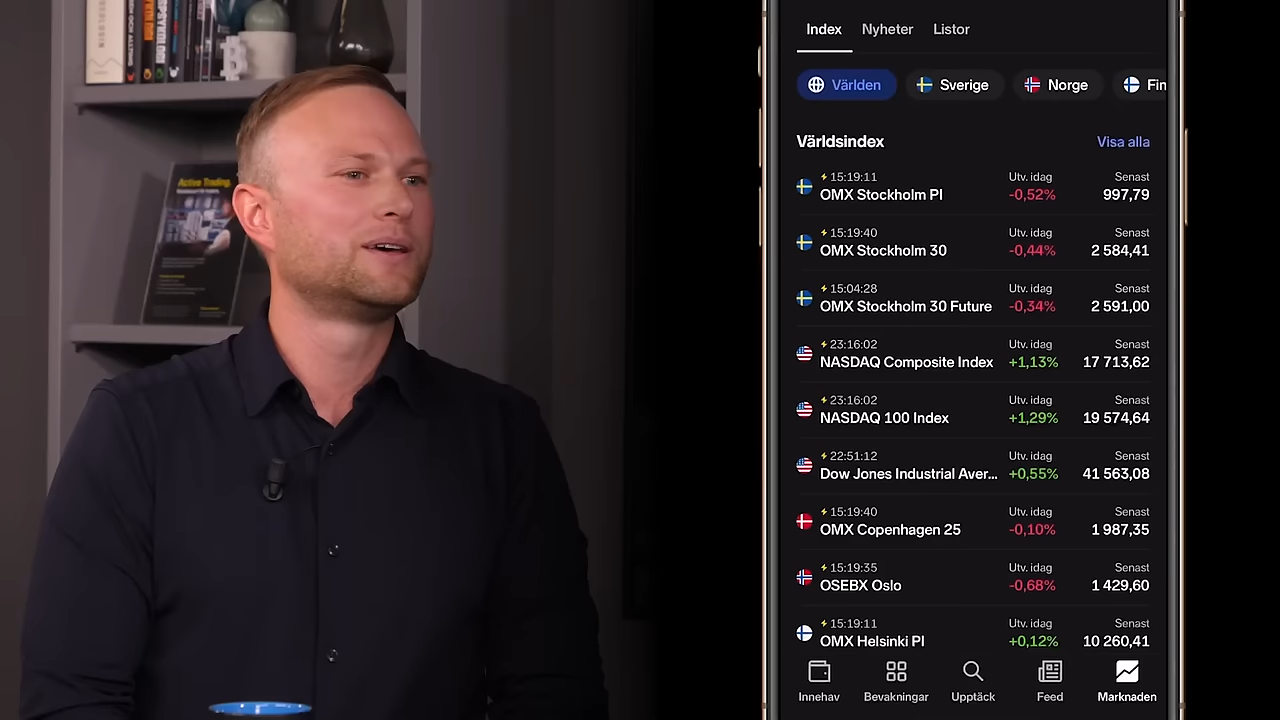 Active Trading.
Index Nyheter Listor
Världen Sverige Norge Fin
Världsindex Visa alla
15:19:11 Utv. idag Senast
OMX Stockholm PI -0,52% 997,79
15:19:40 Utv. idag Senast
OMX Stockholm 30 -0,44% 2 584,41
15:04:28 Utv. idag Senast
OMX Stockholm 30 Future -0,34% 2 591,00
23:16:02 Utv. idag Senast
NASDAQ Composite Index +1,13% 17 713,62
23:16:02 Utv. idag Senast
NASDAQ 100 Index +1,29% 19 574,64
22:51:12 Utv. idag Senast
Dow Jones Industrial Aver... +0,55% 41 563,08
15:19:40 Utv. idag Senast
OMX Copenhagen 25 -0,10% 1 987,35
15:19:35 Utv. idag Senast
OSEBX Oslo -0,68% 1 429,60
15:19:11 Utv. idag Senast
OMX Helsinki PI +0,12% 10 260,41
Innehav Bevakningar Upptäck Feed Marknaden